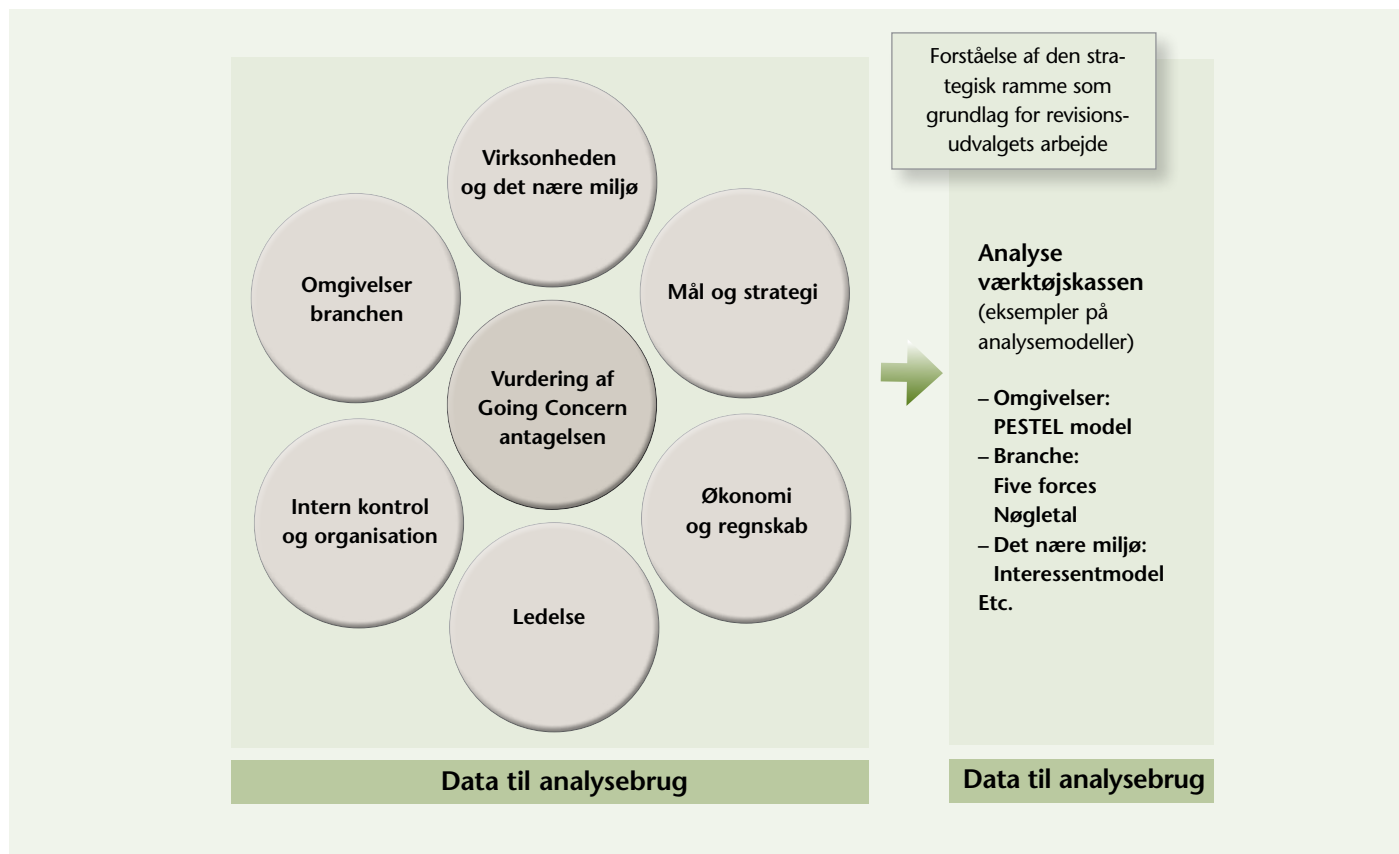 Forståelse af den stra-
tegisk ramme som
grundlag for revisions-
udvalgets arbejde
Virksonheden
og det nære miljø
Omgivelser
branchen
Mål og strategi
Vurdering af
Going Concern
antagelsen
Intern kontrol
og organisation
Økonomi
og regnskab
Ledelse
Data til analysebrug
Analyse
værktøjskassen
(eksempler på
analysemodeller)
– Omgivelser:
PESTEL model
– Branche:
Five forces
Nøgletal
– Det nære miljø:
Interessentmodel
Etc.
Data til analysebrug